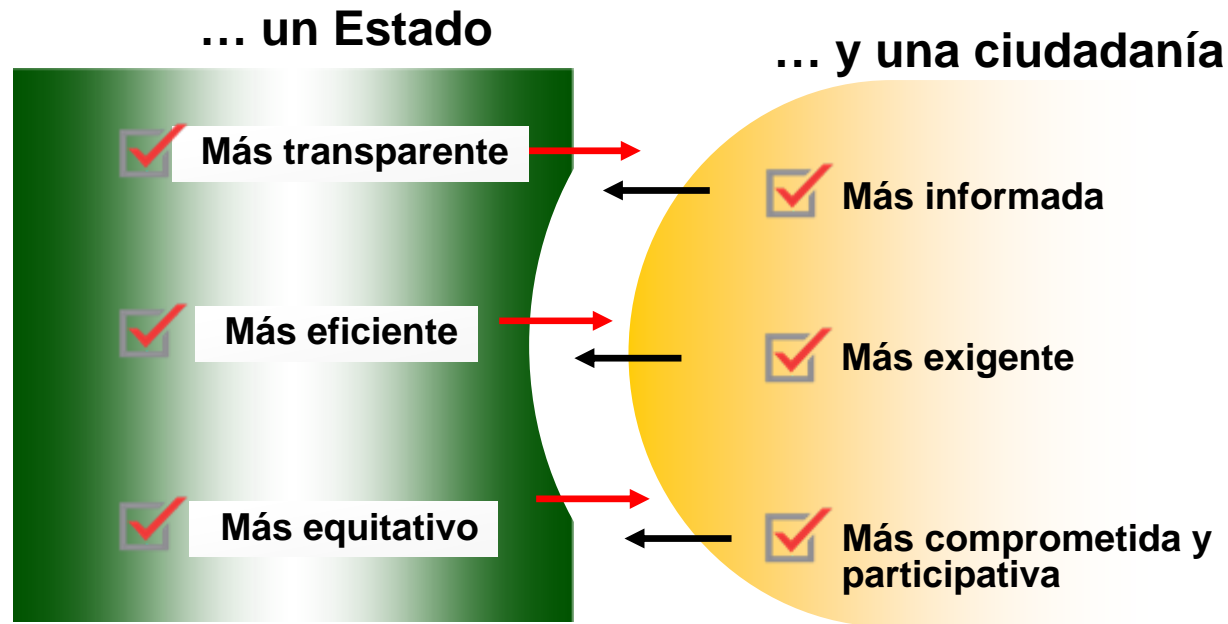 … un Estado
Más transparente
Más eficiente
Más equitativo
… y una ciudadanía
Más informada
Más exigente
Más comprometida y
participativa